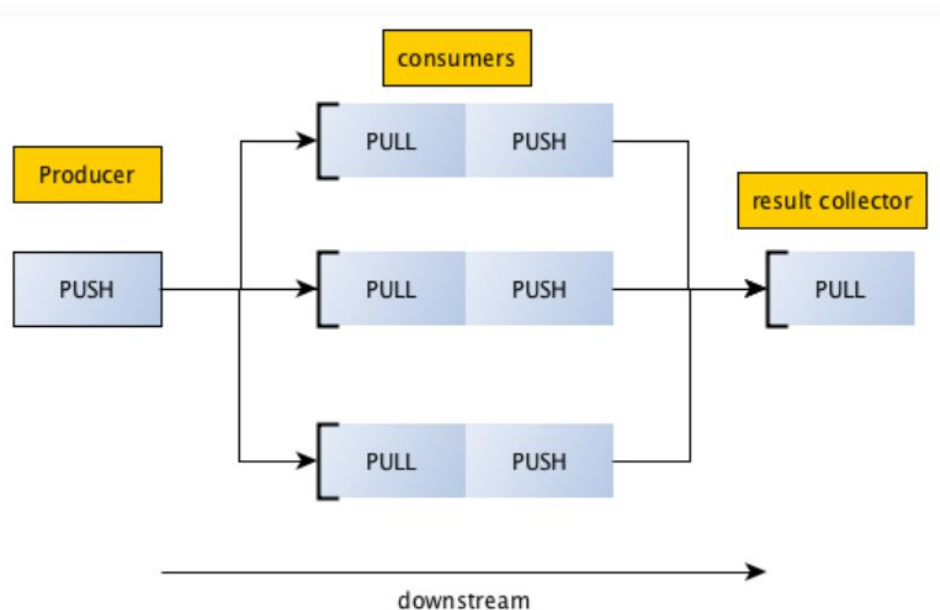 consumers
PULL PUSH
Producer
result collector
PUSH
PULL PUSH
PULL
PULL PUSH
downstream